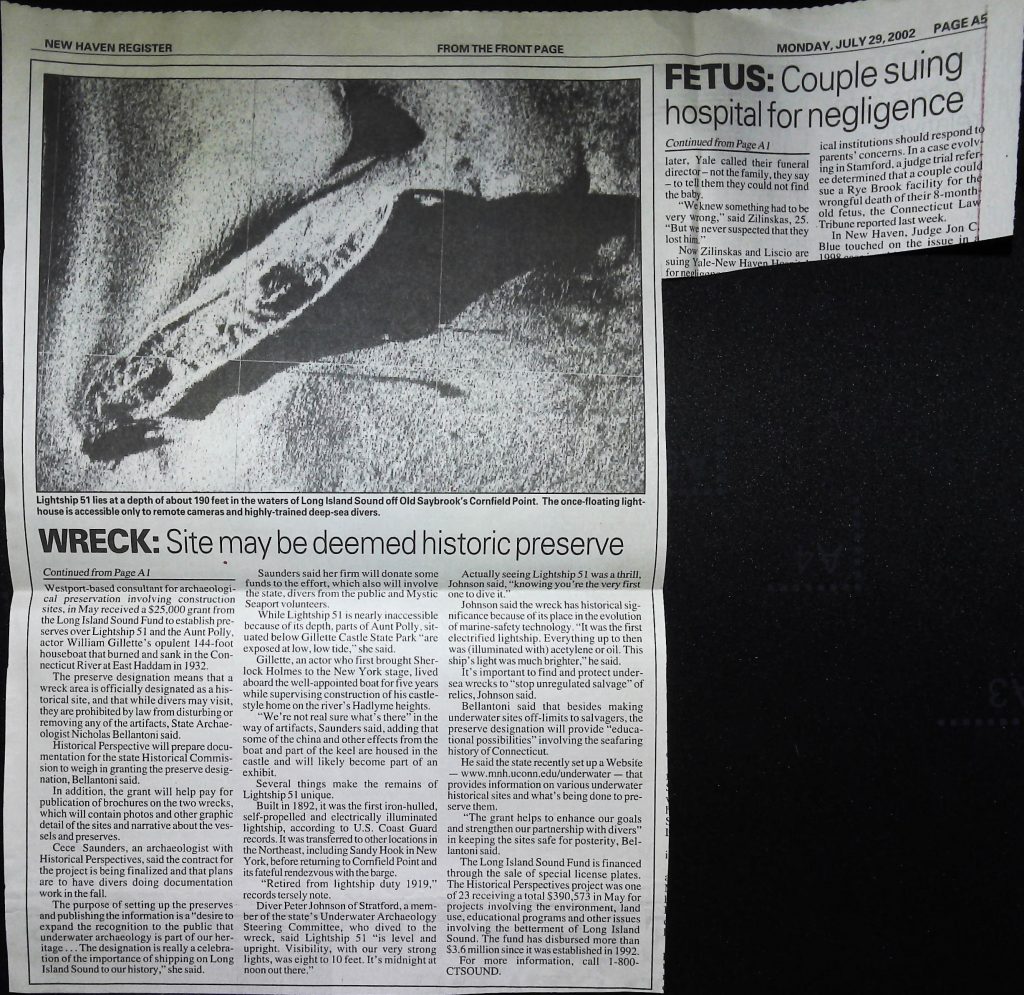 NEW HAVEN REGISTER
FROM THE FRONT PAGE
MONDAY, JULY 29, 2002
PAGE A5
Lightship 51 lies at a depth of about 190 feet in the waters of Long Island Sound off Old Saybrook's Cornfield Point. The once-floating light-
house is accessible only to remote cameras and highly-trained deep-sea divers.
WRECK: Site may be deemed historic preserve
Continued from Page A1
Westport-based consultant for archaeologi-
cal preservation involving construction
sites, in May received a $25,000 grant from
the Long Island Sound Fund to establish pre-
serves over Lightship 51 and the Aunt Polly,
actor William Gillette's opulent 144-foot
houseboat that burned and sank in the Con-
necticut River at East Haddam in 1932.
The preserve designation means that a
wreck area is officially designated as a his-
torical site, and that while divers may visit,
they are prohibited by law from disturbing or
removing any of the artifacts, State Archae-
ologist Nicholas Bellantoni said.
Historical Perspective will prepare docu-
mentation for the state Historical Commis-
sion to weigh in granting the preserve desig-
nation, Bellantoni said.
In addition, the grant will help pay for
publication of brochures on the two wrecks,
which will contain photos and other graphic
detail of the sites and narrative about the ves-
sels and preserves.
Cece Saunders, an archaeologist with
Historical Perspectives, said the contract for
the project is being finalized and that plans
are to have divers doing documentation
work in the fall.
The purpose of setting up the preserves
and publishing the information is a "desire to
expand the recognition to the public that
underwater archaeology is part of our her-
itage . . . The designation is really a celebra-
tion of the importance of shipping on Long
Island Sound to our history," she said.
Saunders said her firm will donate some
funds to the effort, which also will involve
the state, divers from the public and Mystic
Seaport volunteers.
While Lightship 51 is nearly inaccessible
because of its depth, parts of Aunt Polly, sit-
uated below Gillette Castle State Park "are
exposed at low, low tide," she said.
Gillette, an actor who first brought Sher-
lock Holmes to the New York stage, lived
aboard the well-appointed boat for five years
while supervising construction of his castle-
style home on the river's Hadlyme heights.
"We're not real sure what's there" in the
way of artifacts, Saunders said, adding that
some of the china and other effects from the
boat and part of the keel are housed in the
castle and will likely become part of an
exhibit.
Several things make the remains of
Lightship 51 unique.
Built in 1892, it was the first iron-hulled,
self-propelled and electrically illuminated
lightship, according to U.S. Coast Guard
records. It was transferred to other locations in
the Northeast, including Sandy Hook in New
York, before returning to Cornfield Point and
its fateful rendezvous with the barge.
"Retired from lightship duty 1919,"
records tersely note.
Diver Peter Johnson of Stratford, a mem-
ber of the state's Underwater Archaeology
Steering Committee, who dived to the
wreck, said Lightship 51 "is level and
upright. Visibility, with our very strong
lights, was eight to 10 feet. It's midnight at
noon out there."
Actually seeing Lightship 51 was a thrill,
Johnson said, "knowing you're the very first
one to dive it."
Johnson said the wreck has historical sig-
nificance because of its place in the evolution
of marine-safety technology. "It was the first
electrified lightship. Everything up to then
was (illuminated with) acetylene or oil. This
ship's light was much brighter," he said.
It's important to find and protect under-
sea wrecks to "stop unregulated salvage" of
relics, Johnson said.
Bellantoni said that besides making
underwater sites off-limits to salvagers, the
preserve designation will provide "educa-
tional possibilities" involving the seafaring
history of Connecticut.
He said the state recently set up a Website
— www.mnh.uconn.edu/underwater — that
provides information on various underwater
historical sites and what's being done to pre-
serve them.
"The grant helps to enhance our goals
and strengthen our partnership with divers"
in keeping the sites safe for posterity, Bel-
lantoni said.
The Long Island Sound Fund is financed
through the sale of special license plates.
The Historical Perspectives project was one
of 23 receiving a total $390,573 in May for
projects involving the environment, land
use, educational programs and other issues
involving the betterment of Long Island
Sound. The fund has disbursed more than
$3.6 million since it was established in 1992.
For more information, call 1-800-
CTSOUND.
FETUS: Couple suing
hospital for negligence
Continued from Page A1
later, Yale called their funeral
director – not the family, they say
– to tell them they could not find
the baby.
"We knew something had to be
very wrong," said Zilinskas, 25.
"But we never suspected that they
lost him."
Now Zilinskas and Liscio are
suing Yale-New Haven
for
ical institutions should respond to
parents' concerns. In a case evolv-
ing in Stamford, a judge trial refer-
ee determined that a couple could
sue a Rye Brook facility for the
wrongful death of their 8-month-
old fetus, the Connecticut Law
Tribune reported last week.
In New Haven, Judge Jon C.
Blue touched on the issue in a
1998